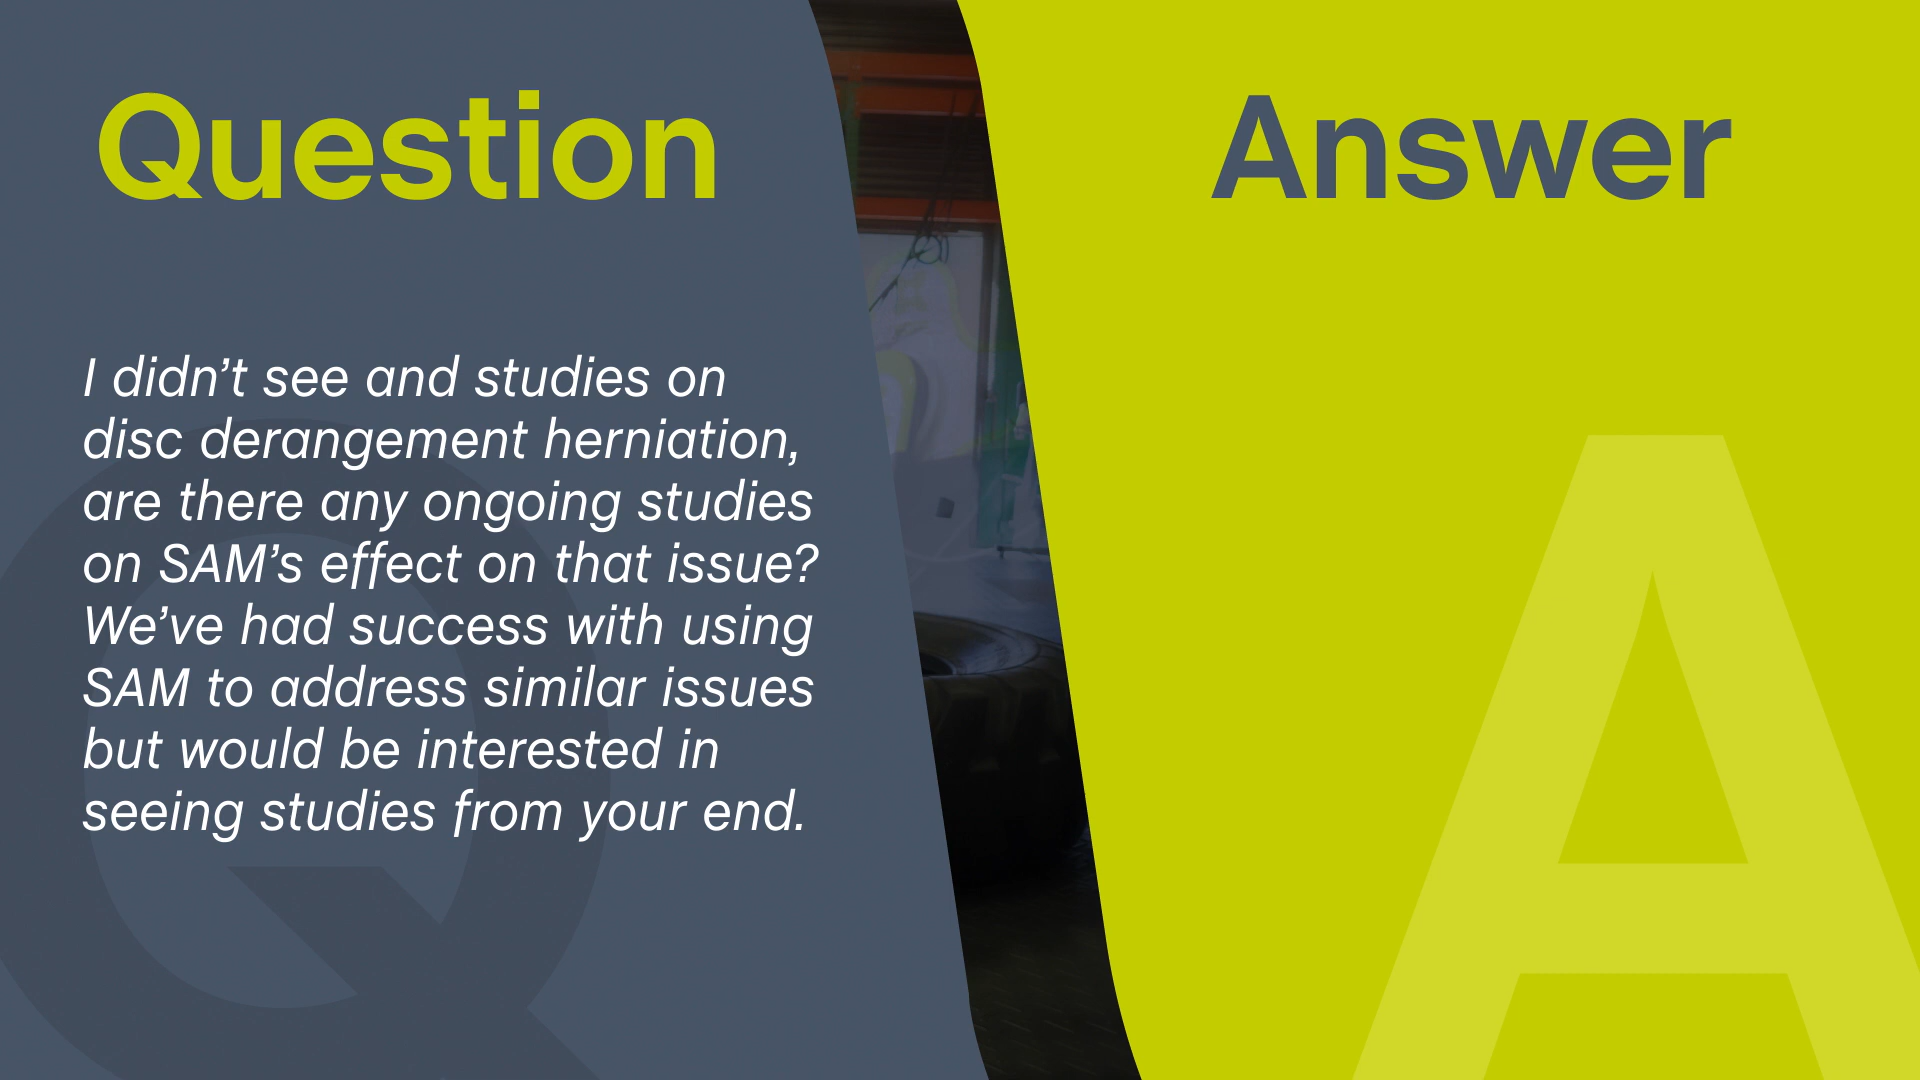 Question
I didn’t see and studies on
disc derangement herniation,
are there any ongoing studies
on SAM’s effect on that issue?
We’ve had success with using
SAM to address similar issues
but would be interested in
seeing studies from your end.
Answer
Q
A